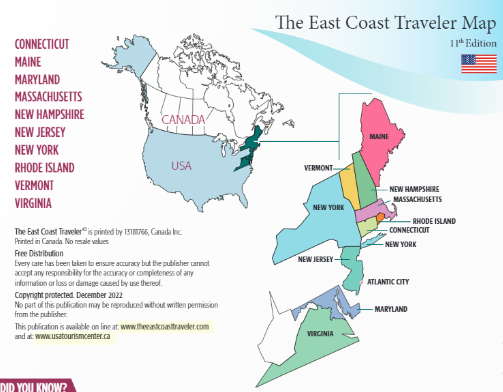 The East Coast Traveler Map
11th Edition
CONNECTICUT
MAINE
MARYLAND
MASSACHUSETTS
NEW HAMPSHIRE
NEW JERSEY
NEW YORK
RHODE ISLAND
VERMONT
VIRGINIA
CANADA
USA
MAINE
VERMONT
NEW HAMPSHIRE
MASSACHUSETTS
NEW YORK
RHODE ISLAND
CONNECTICUT
NEW YORK
NEW JERSEY
ATLANTIC CITY
MARYLAND
VIRGINIA
The East Coast Traveler© is printed by 13181766, Canada Inc.
Printed in Canada. No resale values
Free Distribution
Every care has been taken to ensure accuracy but the publisher cannot
accept any responsibility for the accuracy or completeness of any
information or loss or damage caused by use thereof.
Copyright protected. December 2022
No part of this publication may be reproduced without written permission
from the publisher.
This publication is available on line at: www.theeastcoasttraveler.com
and at: www.usatourismcenter.ca
DID YOU KNOW?